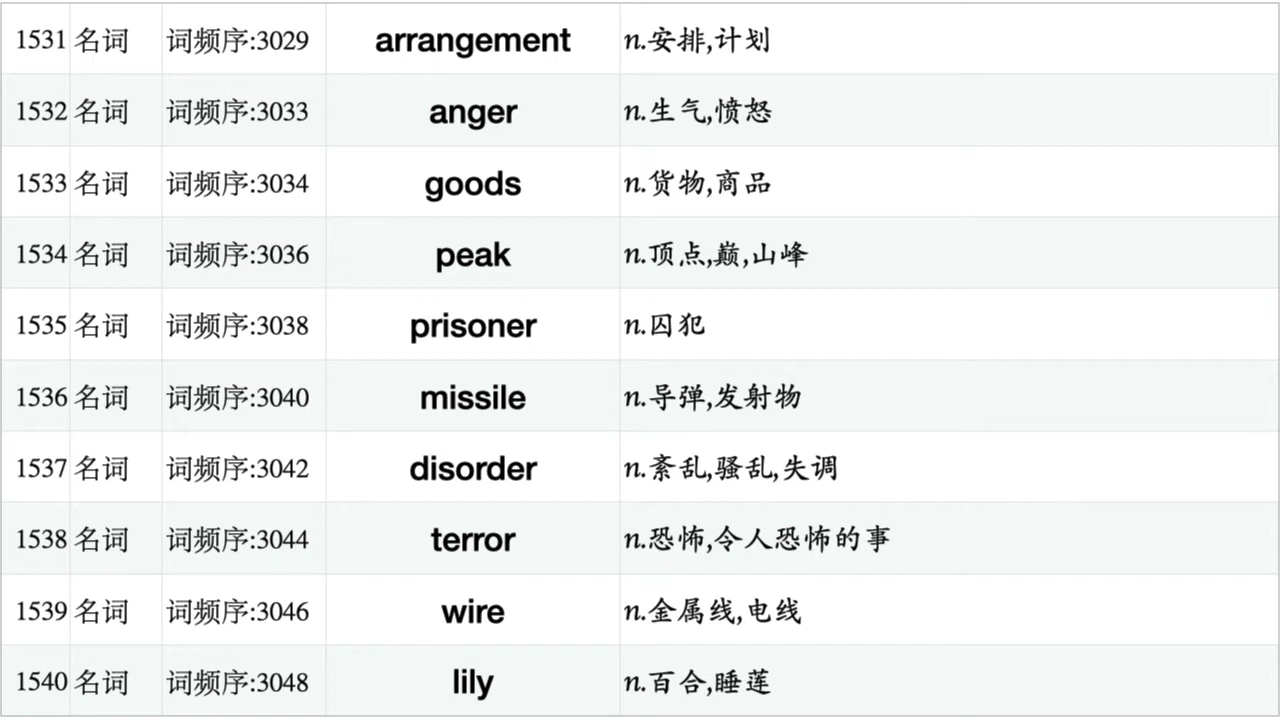 1531 名词 词频序:3029 arrangement n.安排,计划
1532 名词 词频序:3033 anger n.生气,愤怒
1533 名词 词频序:3034 goods n.货物,商品
1534 名词 词频序:3036 peak n.顶点,巅,山峰
1535 名词 词频序:3038 prisoner n.囚犯
1536 名词 词频序:3040 missile n.导弹,发射物
1537 名词 词频序:3042 disorder n.紊乱,骚乱,失调
1538 名词 词频序:3044 terror n.恐怖,令人恐怖的事
1539 名词 词频序:3046 wire n.金属线,电线
1540 名词 词频序:3048 lily n.百合,睡莲